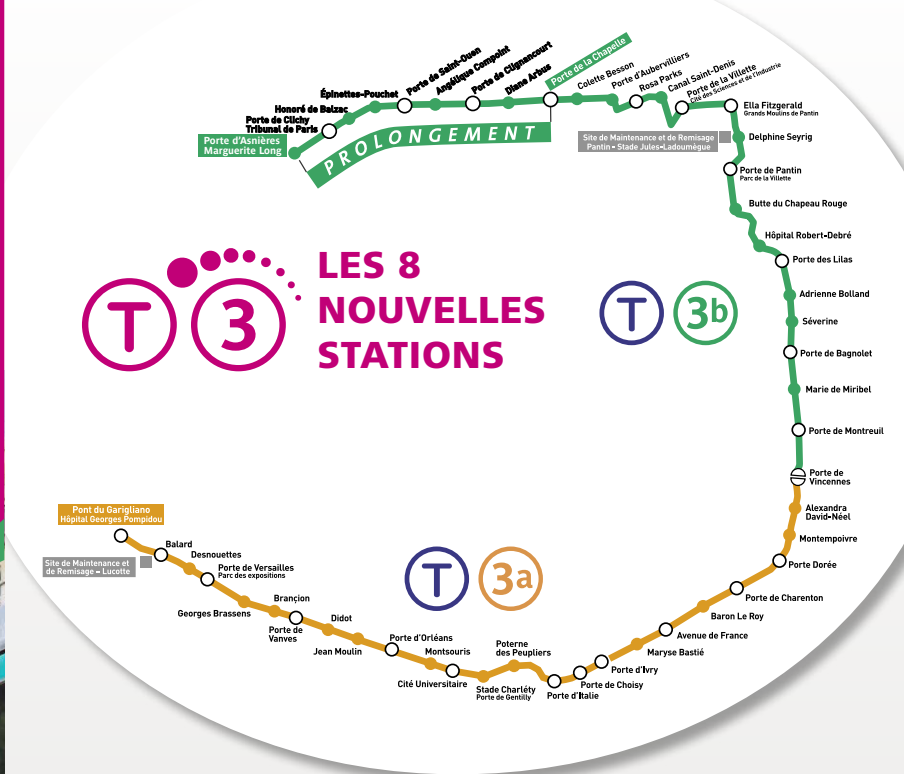 Porte d'Asnières
Marguerite Long
Porte de Clichy
Tribunal de Paris
Honoré de Balzac
Épinettes-Pouchet
Porte de Saint-Ouen
Angélique Compoint
Porte de Clignancourt
Diane Arbus
Porte de la Chapelle
PROLONGEMENT
Colette Besson
Porte d'Aubervilliers
Rosa Parks
Canal Saint-Denis
Porte de la Villette
Cité des Sciences et de l'Industrie
Site de Maintenance et de Remisage
Pantin - Stade Jules-Ladoumègue
Ella Fitzgerald
Grands Moulins de Pantin
Delphine Seyrig
Porte de Pantin
Parc de la Villette
Butte du Chapeau Rouge
Hôpital Robert-Debré
Porte des Lilas
Adrienne Bolland
Séverine
Porte de Bagnolet
Marie de Miribel
Porte de Montreuil
Porte de
Vincennes
T 3
LES 8
NOUVELLES
STATIONS
T 3b
Alexandra
David-Néel
Montempoivre
Porte Dorée
Porte de Charenton
Baron Le Roy
Avenue de France
Maryse Bastié
Porte d'Ivry
Porte de Choisy
Porte d'Italie
Poterne
des Peupliers
Stade Charléty
Porte de Gentilly
Cité Universitaire
Montsouris
Porte d'Orléans
Jean Moulin
Didot
Porte de
Vanves
Brançion
Georges Brassens
Porte de Versailles
Parc des expositions
Desnouettes
Balard
Pont du Garigliano
Hôpital Georges Pompidou
Site de Maintenance et
de Remisage - Lucotte
T 3a